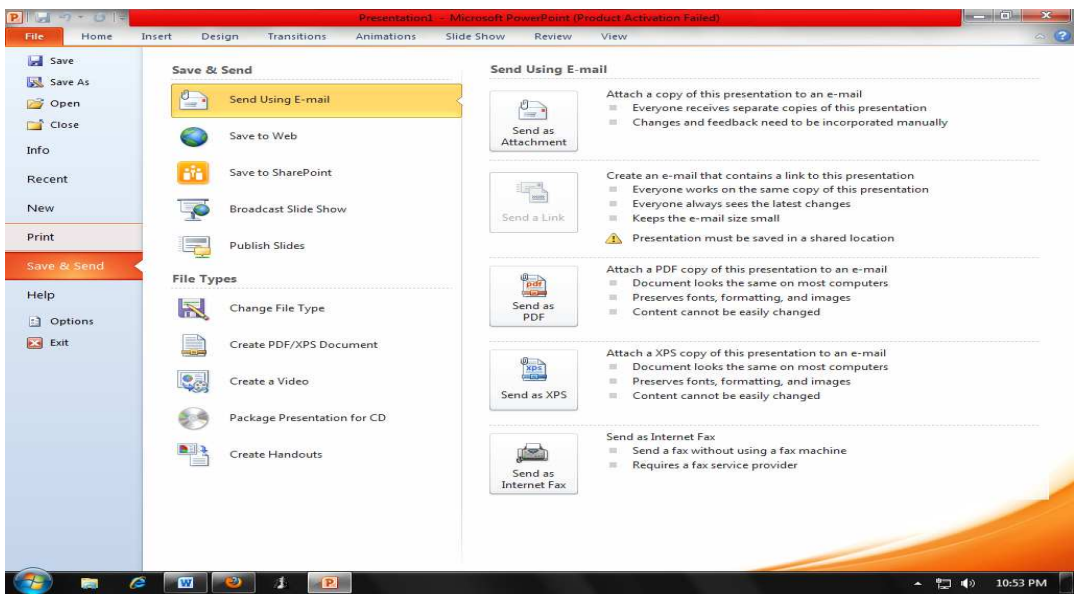 Presentation1 - Microsoft PowerPoint (Product Activation Failed)
File Home Insert Design Transitions Animations Slide Show Review View
Save
Save As
Open
Close
Info
Recent
New
Print
Save & Send
Help
Options
Exit
Save & Send
Send Using E-mail
Save to Web
Save to SharePoint
Broadcast Slide Show
Publish Slides
File Types
Change File Type
Create PDF/XPS Document
Create a Video
Package Presentation for CD
Create Handouts
Send Using E-mail
Send as
Attachment
Attach a copy of this presentation to an e-mail
Everyone receives separate copies of this presentation
Changes and feedback need to be incorporated manually
Send a Link
Create an e-mail that contains a link to this presentation
Everyone works on the same copy of this presentation
Everyone always sees the latest changes
Keeps the e-mail size small
Presentation must be saved in a shared location
pdf
Send as
PDF
Attach a PDF copy of this presentation to an e-mail
Document looks the same on most computers
Preserves fonts, formatting, and images
Content cannot be easily changed
xps
Send as XPS
Attach a XPS copy of this presentation to an e-mail
Document looks the same on most computers
Preserves fonts, formatting, and images
Content cannot be easily changed
Send as
Internet Fax
Send as Internet Fax
Send a fax without using a fax machine
Requires a fax service provider
10:53 PM